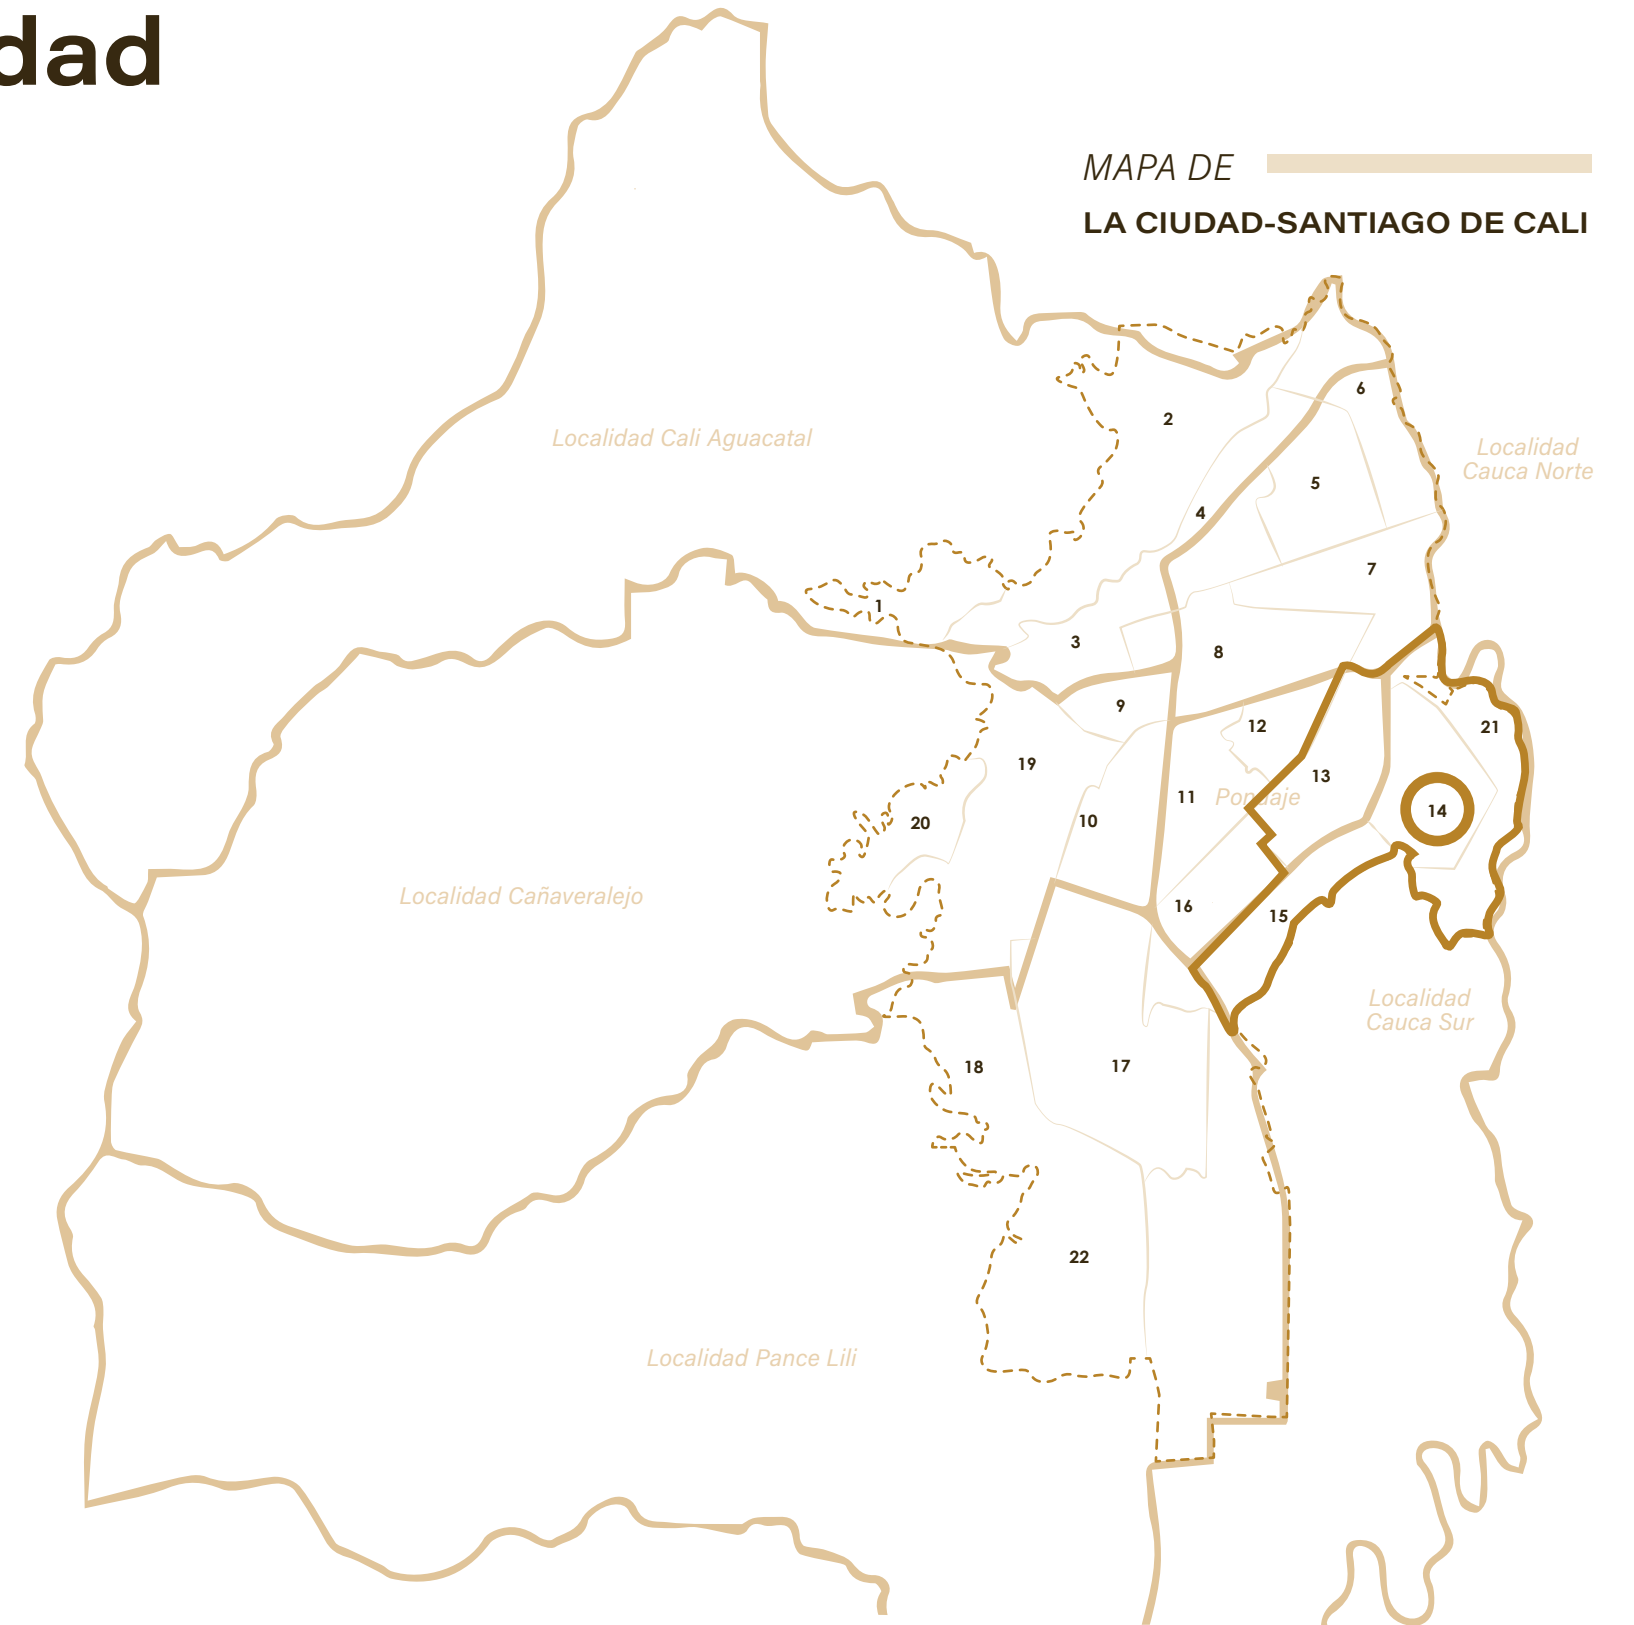 dad
MAPA DE
LA CIUDAD-SANTIAGO DE CALI
6
2
Localidad Cali Aguacatal
Localidad
Cauca Norte
5
4
7
1
3
8
9
12
21
19
13
11
Pondaje
14
10
20
Localidad Cañaveralejo
16
15
Localidad
Cauca Sur
18
17
22
Localidad Pance Lili